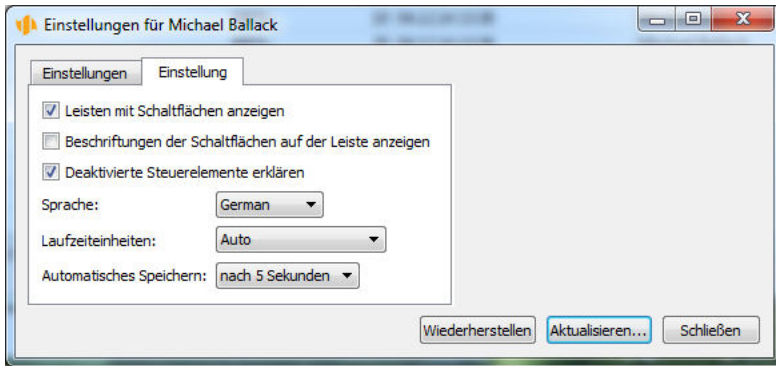 Einstellungen für Michael Ballack
Einstellungen Einstellung
Leisten mit Schaltflächen anzeigen
Beschriftungen der Schaltflächen auf der Leiste anzeigen
Deaktivierte Steuerelemente erklären
Sprache: German
Laufzeiteinheiten: Auto
Automatisches Speichern: nach 5 Sekunden
Wiederherstellen Aktualisieren... Schließen